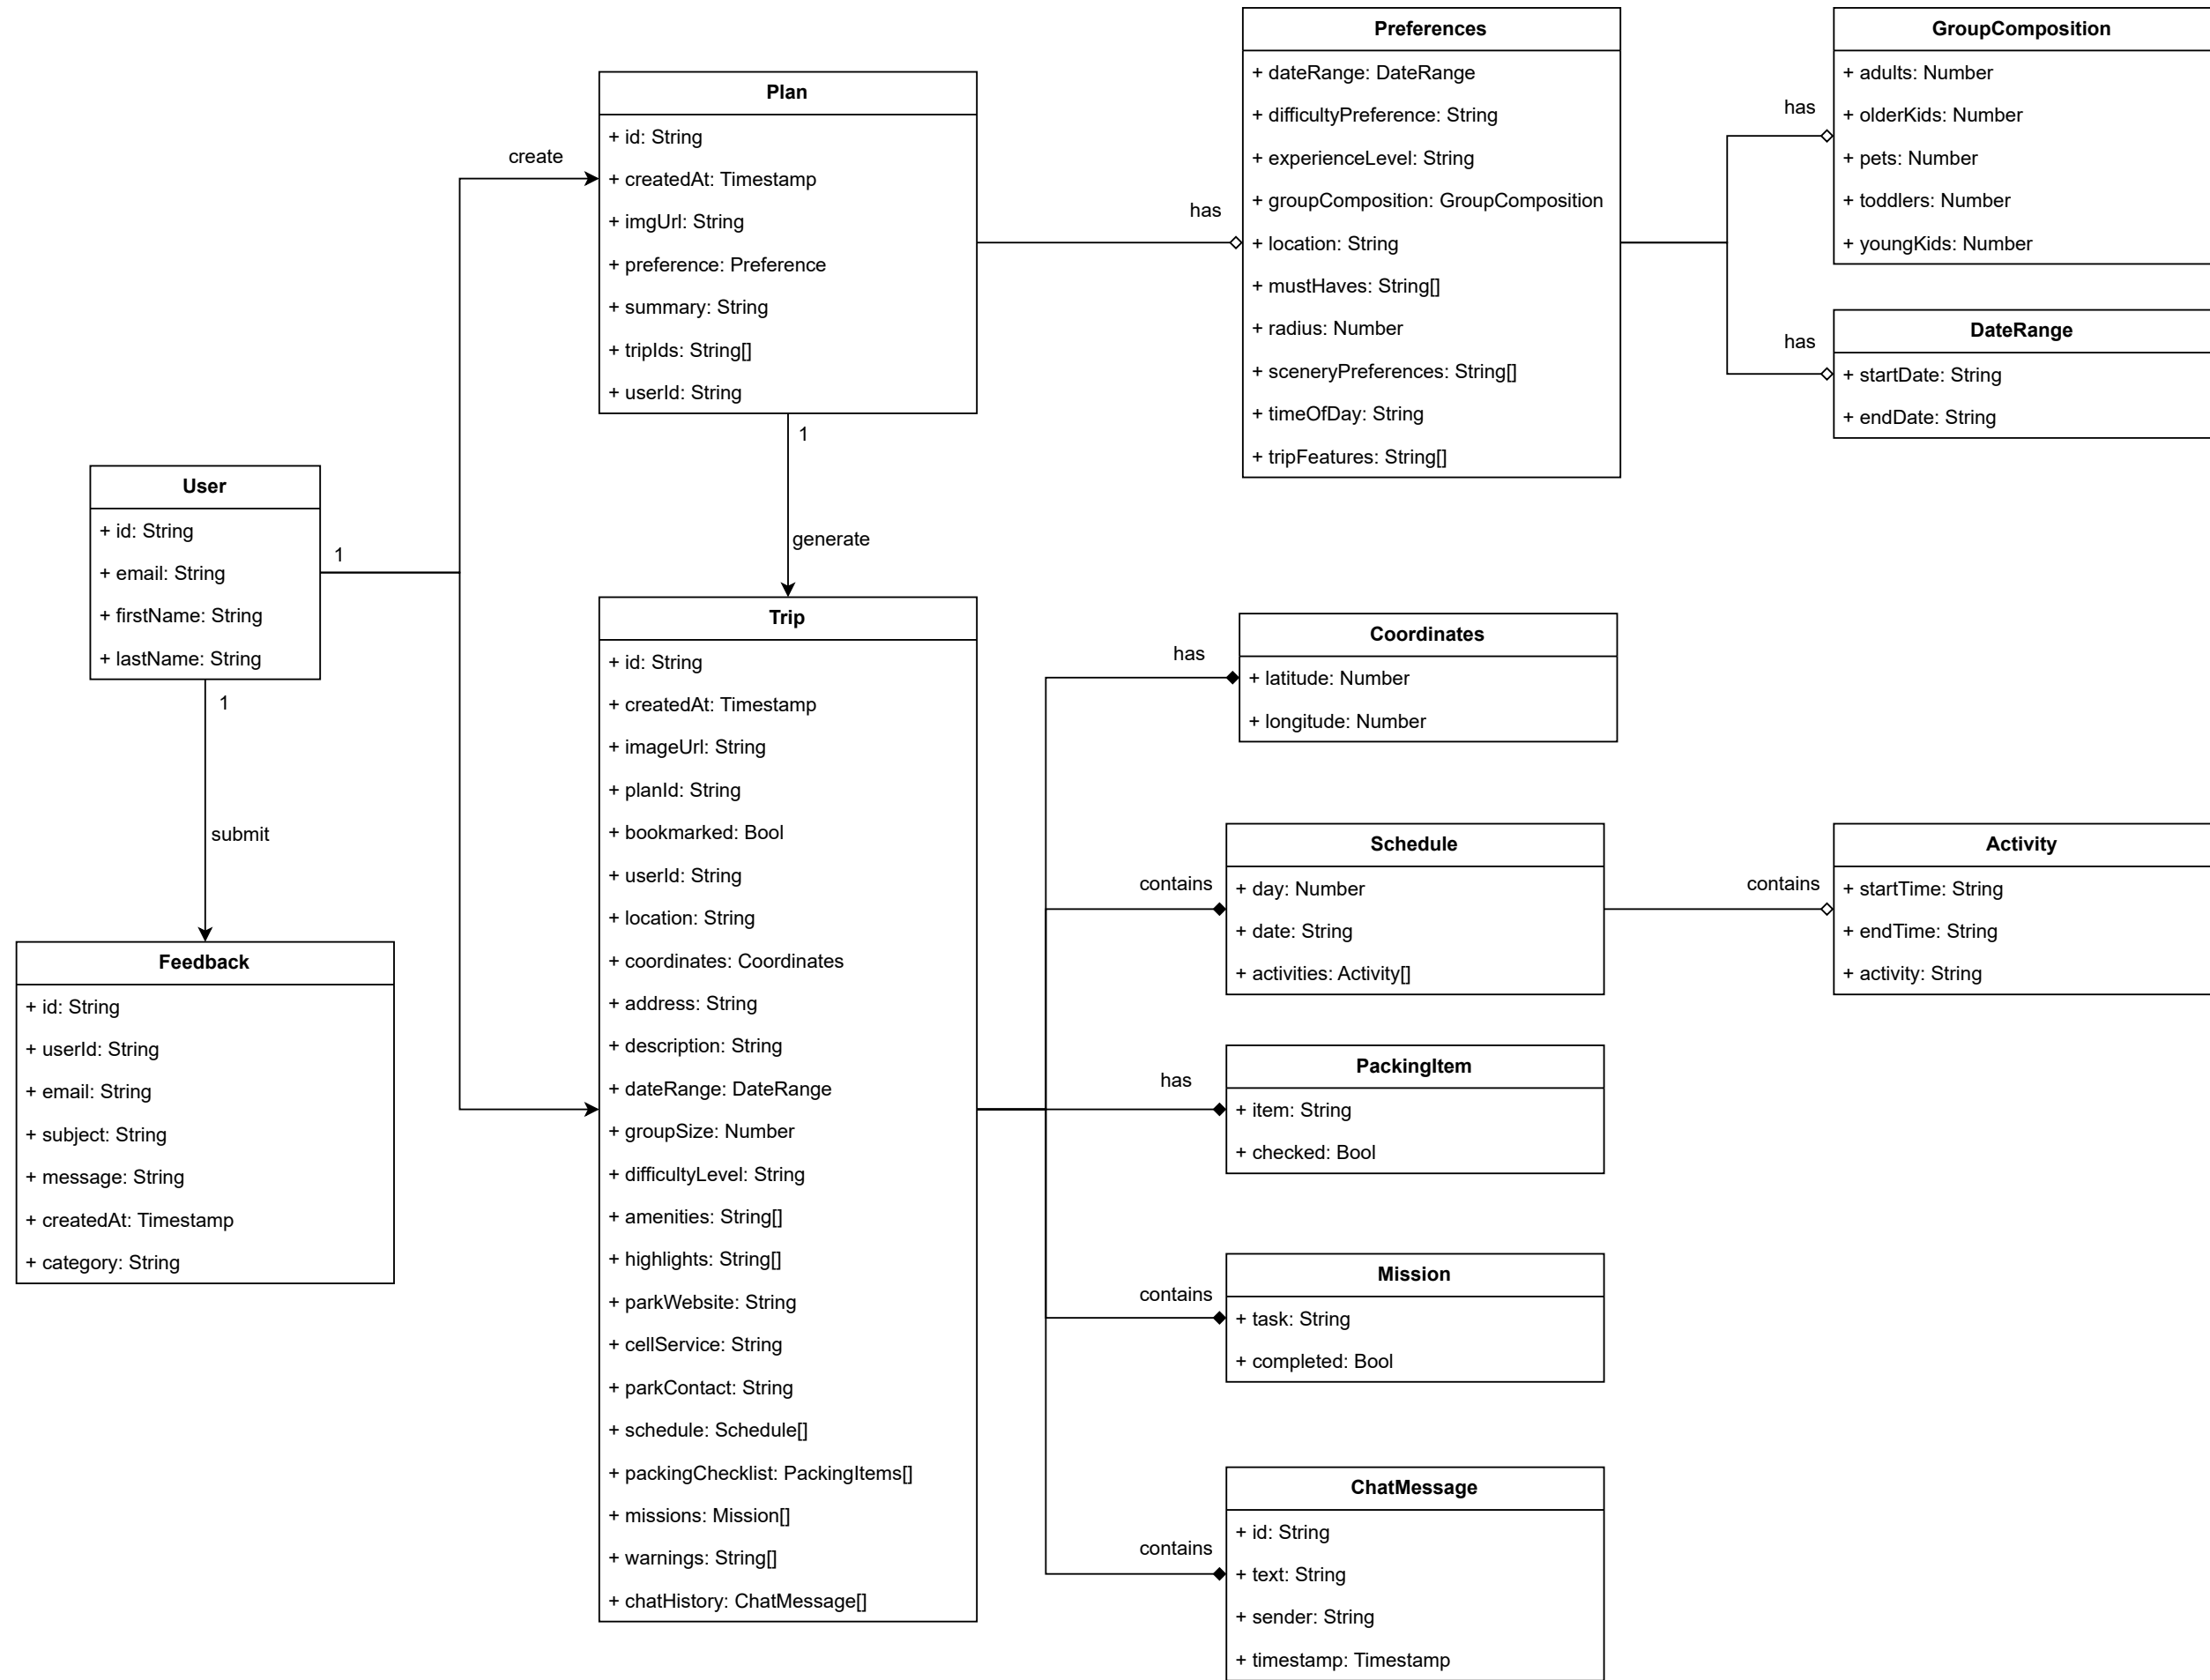 Plan
+ id: String
+ createdAt: Timestamp
+ imgUrl: String
+ preference: Preference
+ summary: String
+ tripIds: String[]
+ userId: String
Preferences
+ dateRange: DateRange
+ difficultyPreference: String
+ experienceLevel: String
+ groupComposition: GroupComposition
+ location: String
+ mustHaves: String[]
+ radius: Number
+ sceneryPreferences: String[]
+ timeOfDay: String
+ tripFeatures: String[]
GroupComposition
+ adults: Number
+ olderKids: Number
+ pets: Number
+ toddlers: Number
+ youngKids: Number
DateRange
+ startDate: String
+ endDate: String
create
has
has
has
1
generate
User
+ id: String
+ email: String
+ firstName: String
+ lastName: String
1
1
submit
Feedback
+ id: String
+ userId: String
+ email: String
+ subject: String
+ message: String
+ createdAt: Timestamp
+ category: String
Trip
+ id: String
+ createdAt: Timestamp
+ imageUrl: String
+ planId: String
+ bookmarked: Bool
+ userId: String
+ location: String
+ coordinates: Coordinates
+ address: String
+ description: String
+ dateRange: DateRange
+ groupSize: Number
+ difficultyLevel: String
+ amenities: String[]
+ highlights: String[]
+ parkWebsite: String
+ cellService: String
+ parkContact: String
+ schedule: Schedule[]
+ packingChecklist: PackingItems[]
+ missions: Mission[]
+ warnings: String[]
+ chatHistory: ChatMessage[]
has
Coordinates
+ latitude: Number
+ longitude: Number
contains
Schedule
+ day: Number
+ date: String
+ activities: Activity[]
contains
Activity
+ startTime: String
+ endTime: String
+ activity: String
has
PackingItem
+ item: String
+ checked: Bool
contains
Mission
+ task: String
+ completed: Bool
contains
ChatMessage
+ id: String
+ text: String
+ sender: String
+ timestamp: Timestamp